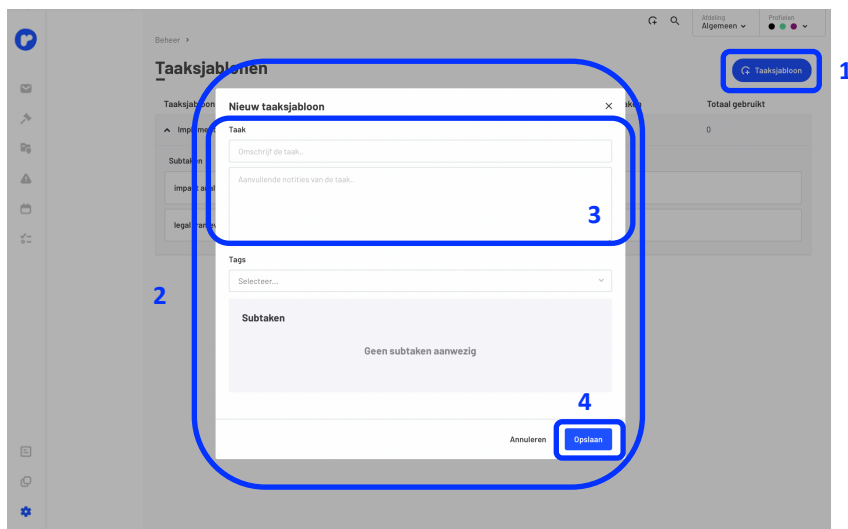 Afdeling
Algemeen
Profielen
Beheer
Taaksjablonen
Taaksjabloon
1
Taaksjabloon
Totaal gebruikt
0
Subtaken
Nieuw taaksjabloon
Taak
Omschrijf de taak..
Aanvullende notities van de taak..
3
Tags
Selecteer...
2
Subtaken
Geen subtaken aanwezig
4
Annuleren
Opslaan